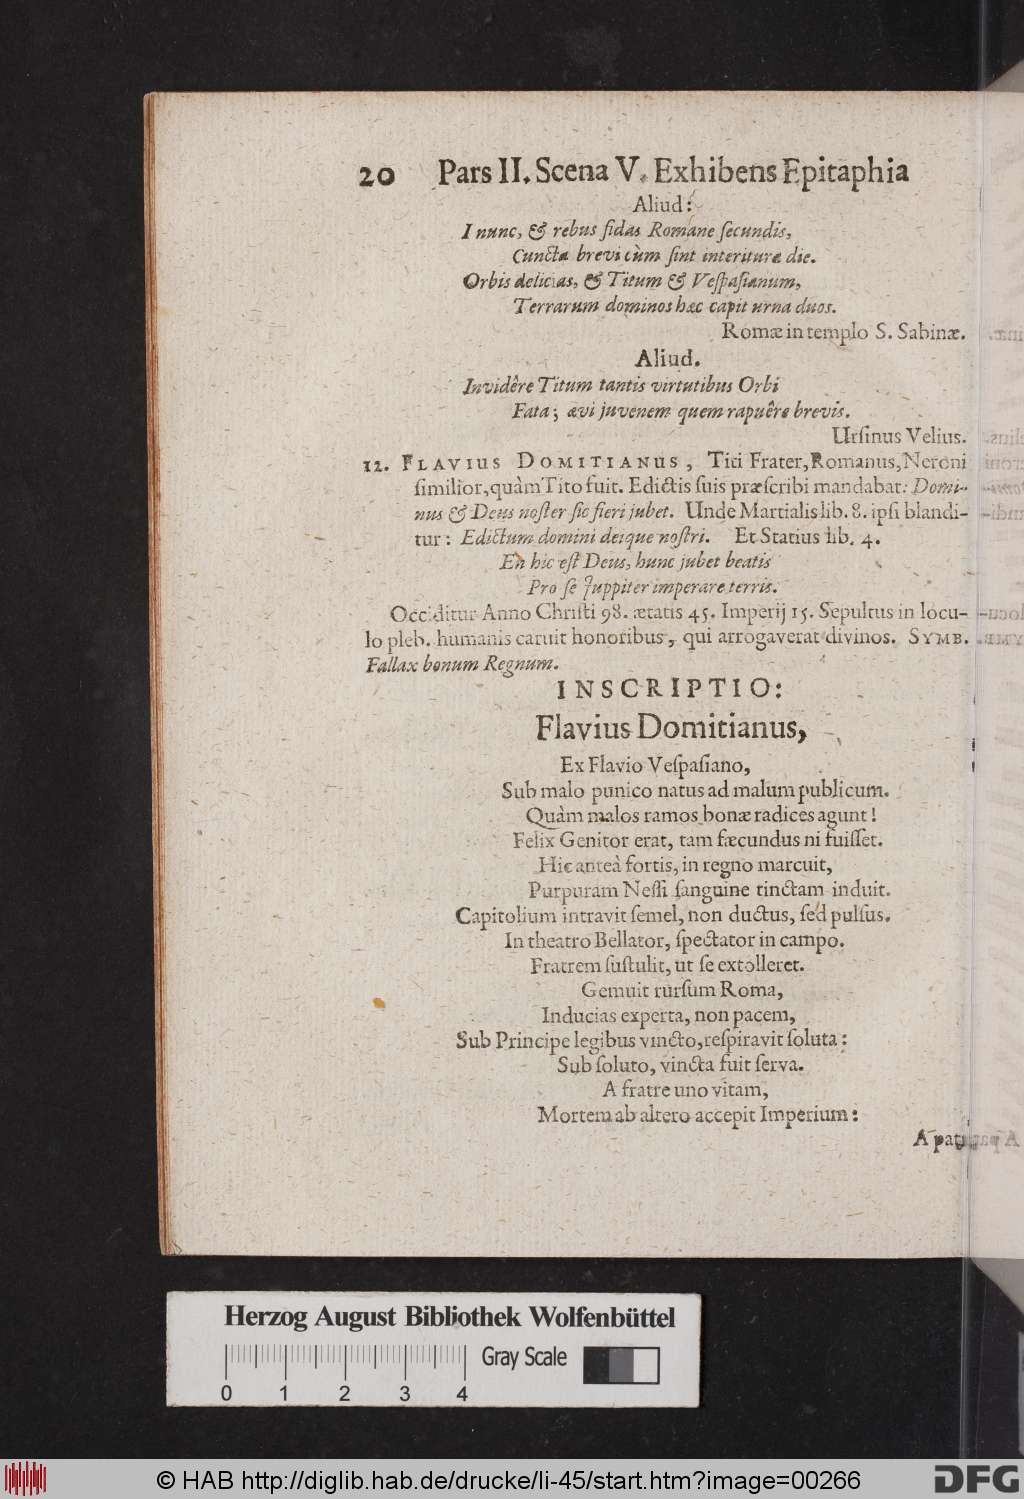 20 Pars II. Scena V. Exhibens Epitaphia
Aliud:
I nunc, & rebus fidas Romane ſecundis,
Cuncta brevi cùm ſint interitura die.
Orbis delicias, & Titum & Veſpaſianum,
Terrarum dominos hæc capit urna duos.
Romæ in templo S. Sabinæ.
Aliud.
Invidêre Titum tantis virtutibus Orbi
Fata; ævi juvenem quem rapuêre brevis.
Urſinus Velius.
12. FLAVIUS DOMITIANUS, Titi Frater, Romanus, Neroni
ſimilior, quàm Tito fuit. Edictis ſuis præſcribi mandabat: Domi-
nus & Deus noſter ſic fieri jubet. Unde Martialis lib. 8. ipſi blandi-
tur: Edictum domini deique noſtri. Et Statius lib. 4.
En hic eſt Deus, hunc jubet beatis
Pro ſe Juppiter imperare terris.
Occiditur Anno Chriſti 98. ætatis 45. Imperij 15. Sepultus in locu-
lo pleb. humanis caruit honoribus, qui arrogaverat divinos. SYMB.
Fallax bonum Regnum.
INSCRIPTIO:
Flavius Domitianus,
Ex Flavio Veſpaſiano,
Sub malo punico natus ad malum publicum.
Quàm malos ramos bonæ radices agunt!
Felix Genitor erat, tam fæcundus ni fuiſſet.
Hic anteà fortis, in regno marcuit,
Purpuram Neſſi ſanguine tinctam induit.
Capitolium intravit ſemel, non ductus, ſed pulſus.
In theatro Bellator, ſpectator in campo.
Fratrem ſuſtulit, ut ſe extolleret.
Gemuit rurſum Roma,
Inducias experta, non pacem,
Sub Principe legibus vincto, reſpiravit ſoluta:
Sub ſoluto, vincta fuit ſerva.
A fratre uno vitam,
Mortem ab altero accepit Imperium:
A pat
Herzog August Bibliothek Wolfenbüttel
0 1 2 3 4 Gray Scale
© HAB http://diglib.hab.de/drucke/li-45/start.htm?image=00266
DFG